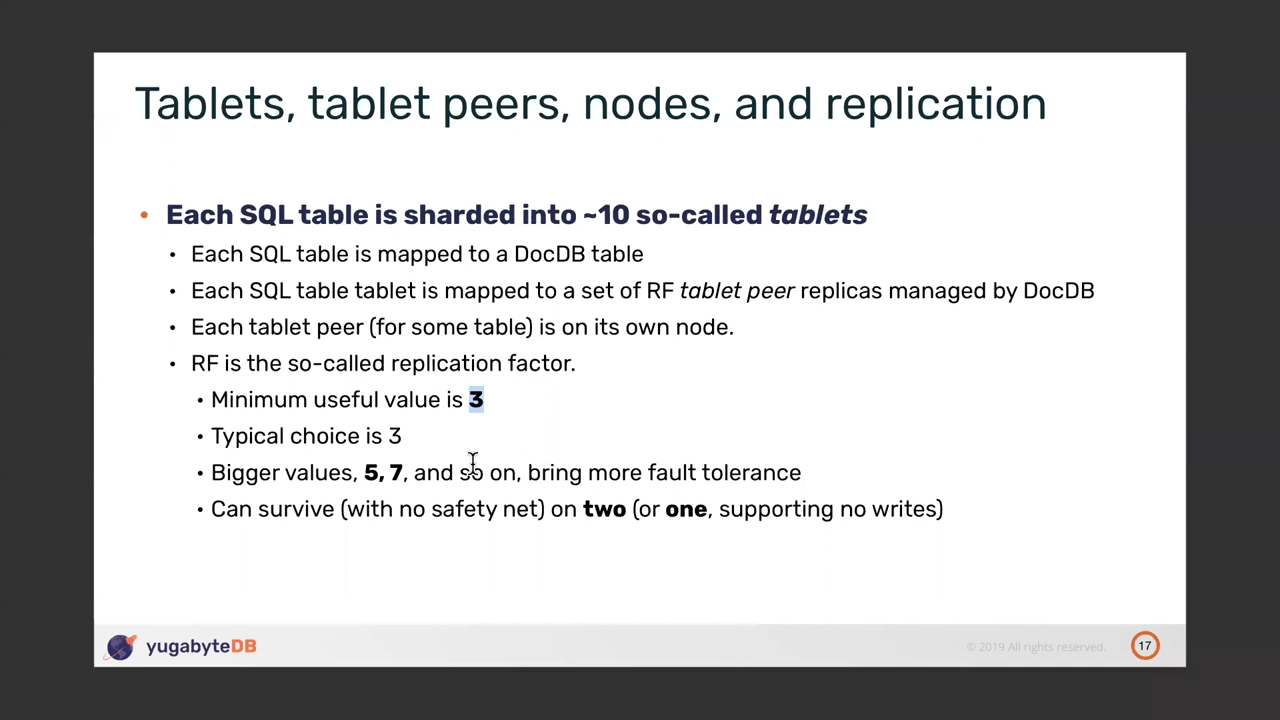 Tablets, tablet peers, nodes, and replication
• Each SQL table is sharded into ~10 so-called tablets
• Each SQL table is mapped to a DocDB table
• Each SQL table tablet is mapped to a set of RF tablet peer replicas managed by DocDB
• Each tablet peer (for some table) is on its own node.
• RF is the so-called replication factor.
• Minimum useful value is 3
• Typical choice is 3
• Bigger values, 5, 7, and so on, bring more fault tolerance
• Can survive (with no safety net) on two (or one, supporting no writes)
yugabyteDB
© 2019 All rights reserved.
17